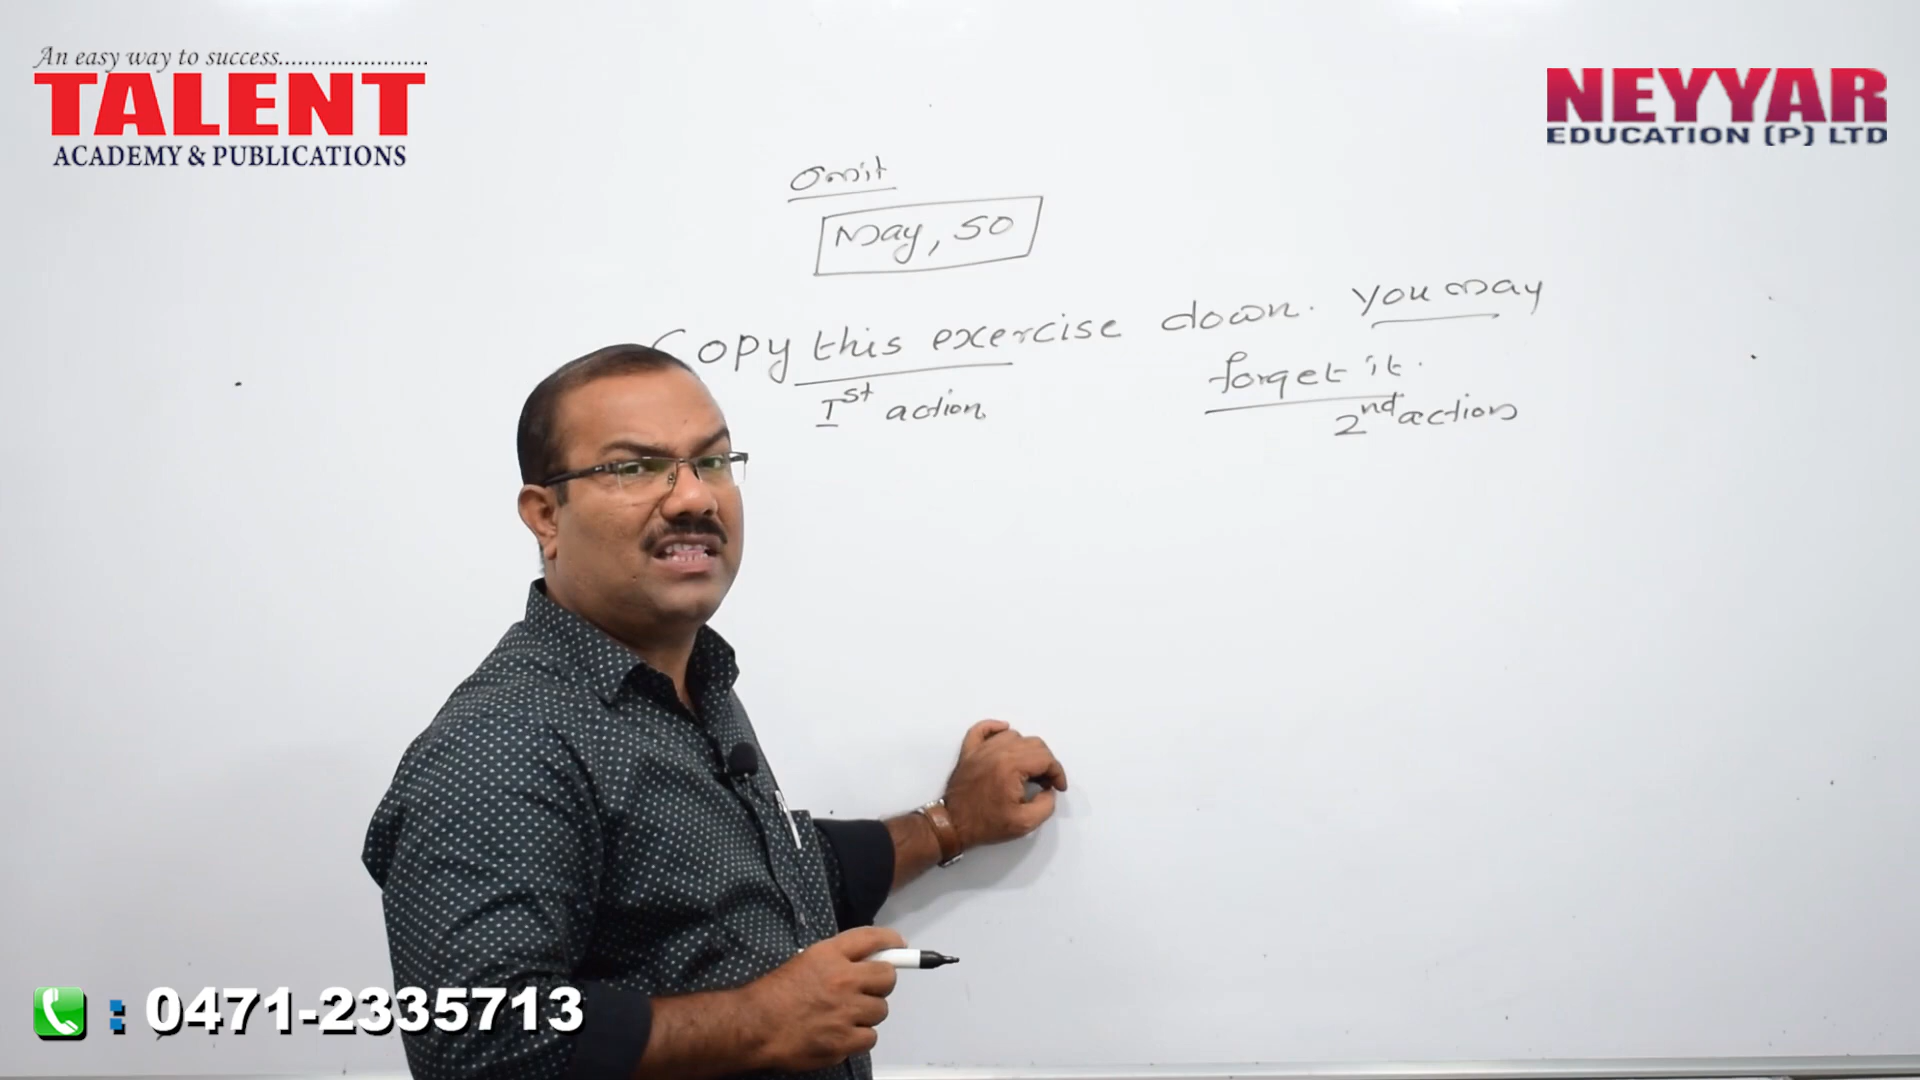 An easy way to success.......................
TALENT
ACADEMY & PUBLICATIONS
NEYYAR
EDUCATION (P) LTD
Omit
May, so
Copy this exercise down. You may
forget it.
Ist action
2nd action
: 0471-2335713